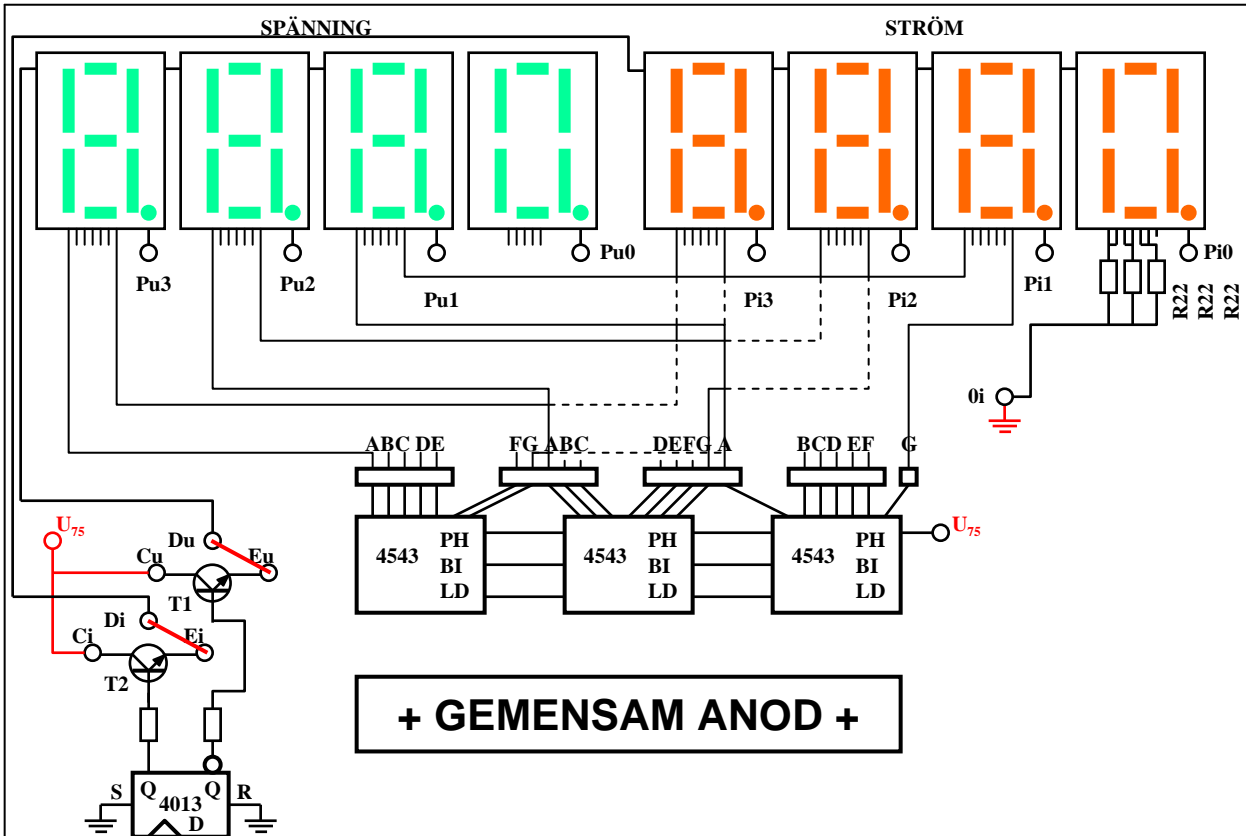 SPÄNNING STRÖM
Pu3 Pu2 Pu1 Pu0 Pi3 Pi2 Pi1 Pi0
R22 R22 R22
0i
ABC DE FG ABC DEFG A BCD EF G
U75 Du Cu Eu
T1
Di
Ci Ei
T2
4543 PH BI LD
4543 PH BI LD
4543 PH BI LD
U75
+ GEMENSAM ANOD +
S Q Q R
4013
D